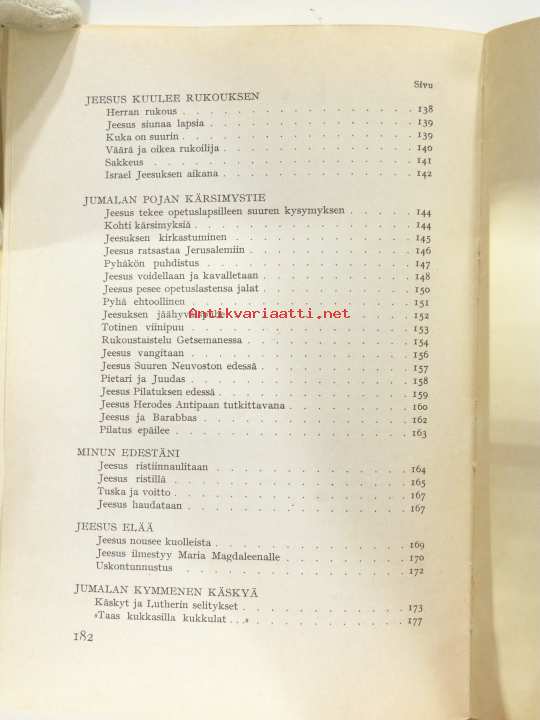 Sivu
JEESUS KUULEE RUKOUKSEN
Herran rukous . . . . . . . . . . . . . . . . 138
Jeesus siunaa lapsia . . . . . . . . . . . . . . 139
Kuka on suurin . . . . . . . . . . . . . . . . 139
Väärä ja oikea rukoilija . . . . . . . . . . . . . 140
Sakkeus . . . . . . . . . . . . . . . . . . 141
Israel Jeesuksen aikana . . . . . . . . . . . . . 142
JUMALAN POJAN KÄRSIMYSTIE
Jeesus tekee opetuslapsilleen suuren kysymyksen . . . . . 144
Kohti kärsimyksiä . . . . . . . . . . . . . . . 144
Jeesuksen kirkastuminen . . . . . . . . . . . . 145
Jeesus ratsastaa Jerusalemiin . . . . . . . . . . . 146
Pyhäkön puhdistus . . . . . . . . . . . . . . 147
Jeesus voidellaan ja kavalletaan . . . . . . . . . . 148
Jeesus pesee opetuslastensa jalat . . . . . . . . . . 150
Pyhä ehtoollinen . . . . . . . . . . . . . . . 151
Jeesuksen . . . . . . . . . . 152
Antikvariaatti.net
Totinen viinipuu . . . . . . . . . . . . . . . 153
Rukoustaistelu Getsemanessa . . . . . . . . . . . 154
Jeesus vangitaan . . . . . . . . . . . . . . . 156
Jeesus Suuren Neuvoston edessä . . . . . . . . . . 157
Pietari ja Juudas . . . . . . . . . . . . . . . 158
Jeesus Pilatuksen edessä . . . . . . . . . . . . . 159
Jeesus Herodes Antipaan tutkittavana . . . . . . . . 160
Jeesus ja Barabbas . . . . . . . . . . . . . . 162
Pilatus epäilee . . . . . . . . . . . . . . . . 163
MINUN EDESTÄNI
Jeesus ristiinnaulitaan . . . . . . . . . . . . . 164
Jeesus ristillä . . . . . . . . . . . . . . . . 165
Tuska ja voitto . . . . . . . . . . . . . . . . 167
Jeesus haudataan . . . . . . . . . . . . . . . 167
JEESUS ELÄÄ
Jeesus nousee kuolleista . . . . . . . . . . . . . 169
Jeesus ilmestyy Maria Magdaleenalle . . . . . . . . . 170
Uskontunnustus . . . . . . . . . . . . . . . 172
JUMALAN KYMMENEN KÄSKYÄ
Käskyt ja Lutherin selitykset . . . . . . . . . . . 173
»Taas kukkasilla kukkulat . . .» . . . . . . . . . . 177
182